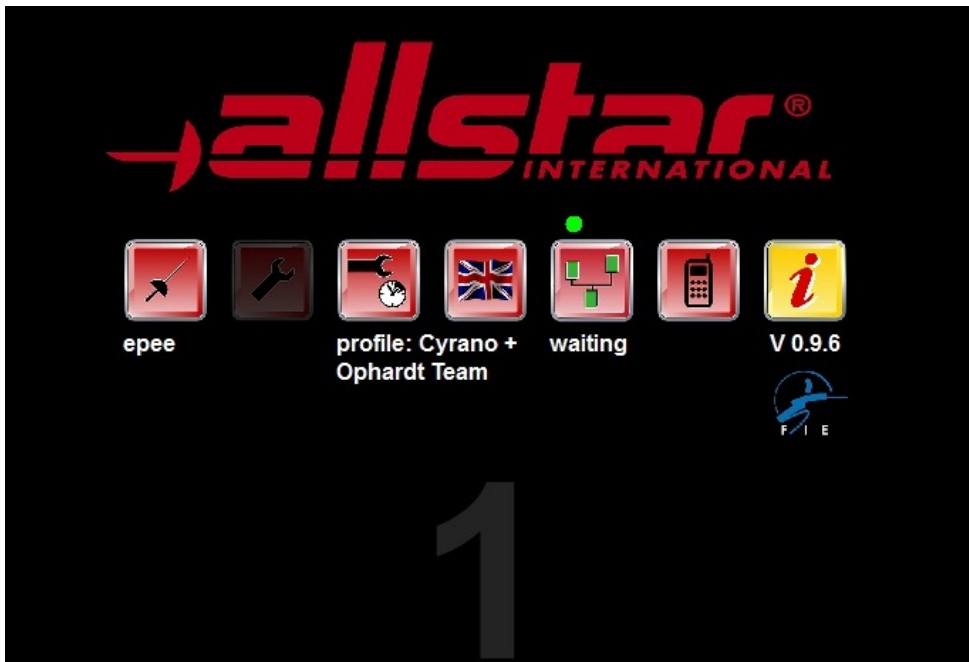 allstar®
INTERNATIONAL
epee
profile: Cyrano +
Ophardt Team
waiting
i
V 0.9.6
F I E
1